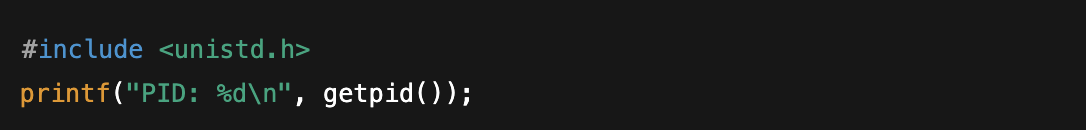 #include <unistd.h>
printf("PID: %d\n", getpid());